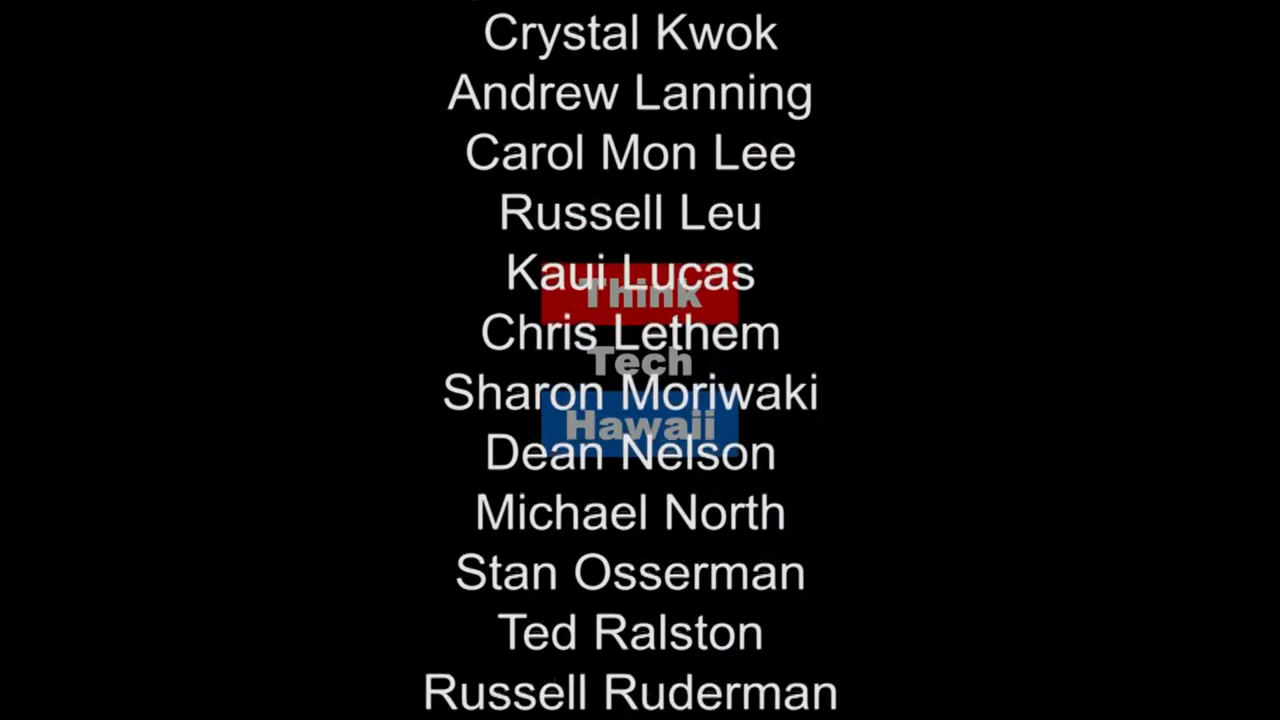 Crystal Kwok
Andrew Lanning
Carol Mon Lee
Russell Leu
Kaui Lucas
Think
Chris Lethem
Tech
Sharon Moriwaki
Hawaii
Dean Nelson
Michael North
Stan Osserman
Ted Ralston
Russell Ruderman